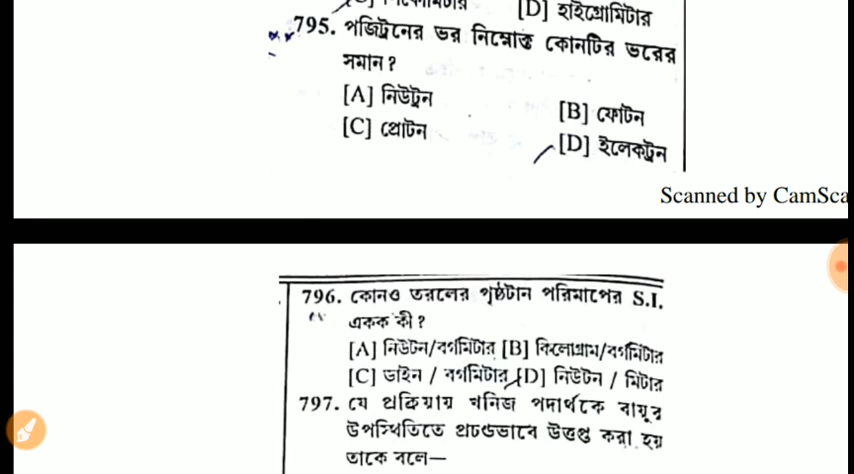 [D] হাইগ্রোমিটার
795. পজিট্রনের ভর নিম্নোক্ত কোনটির ভরের
সমান ?
[A] নিউট্রন [B] ফোটন
[C] প্রোটন [D] ইলেকট্রন
Scanned by CamSca
796. কোনও তরলের পৃষ্ঠটান পরিমাপের S.I.
একক কী ?
[A] নিউটন/বর্গমিটার [B] কিলোগ্রাম/বর্গমিটার
[C] ডাইন / বর্গমিটার [D] নিউটন / মিটার
797. যে প্রক্রিয়ায় খনিজ পদার্থকে বায়ুর
উপস্থিতিতে প্রচণ্ডভাবে উত্তপ্ত করা হয়
তাকে বলে—